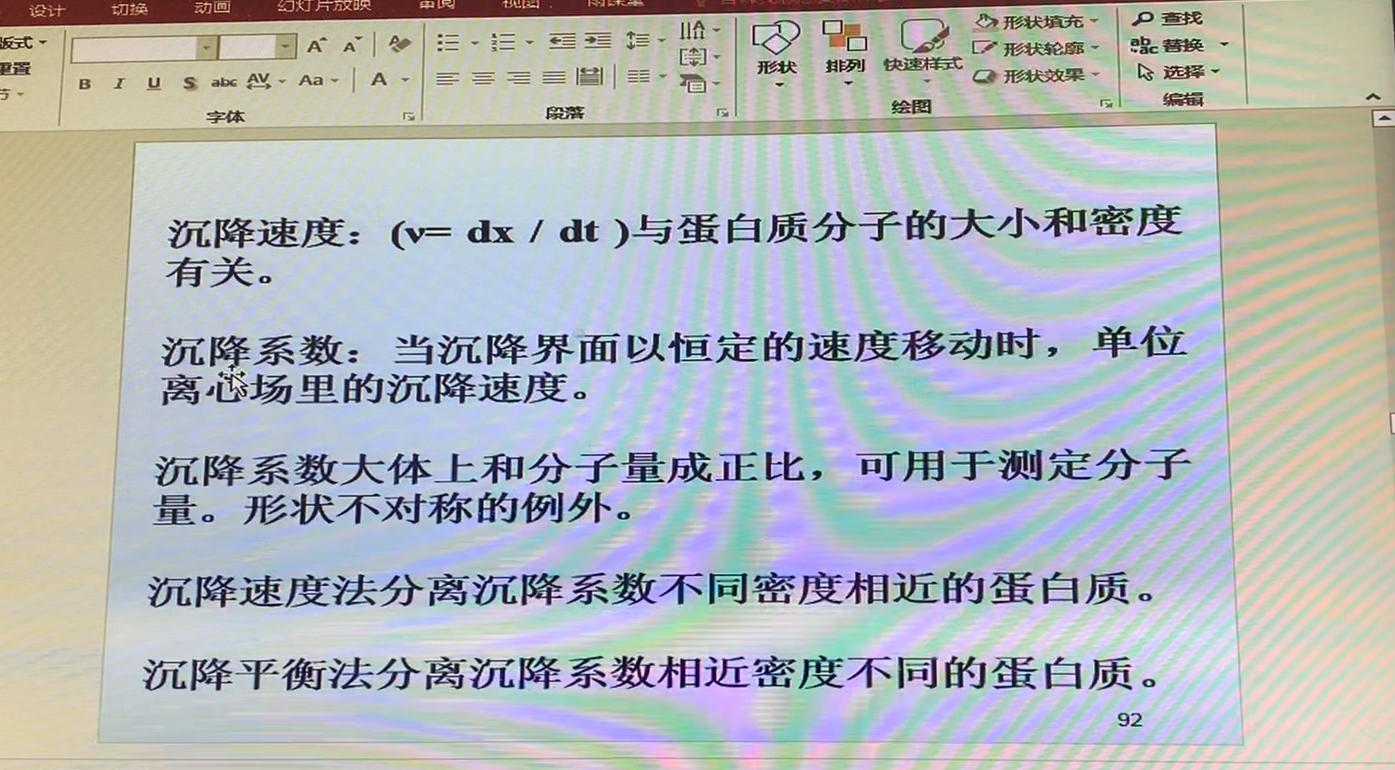 设计 切换 动画 幻灯片放映 审阅 视图
版式 查找
重置 替换
节 选择
形状填充
形状轮廓
形状效果
形状 排列 快速样式
B I U S abc AV Aa A
字体 段落 绘图 编辑
沉降速度：(v= dx / dt )与蛋白质分子的大小和密度
有关。
沉降系数：当沉降界面以恒定的速度移动时，单位
离心场里的沉降速度。
沉降系数大体上和分子量成正比，可用于测定分子
量。形状不对称的例外。
沉降速度法分离沉降系数不同密度相近的蛋白质。
沉降平衡法分离沉降系数相近密度不同的蛋白质。
92